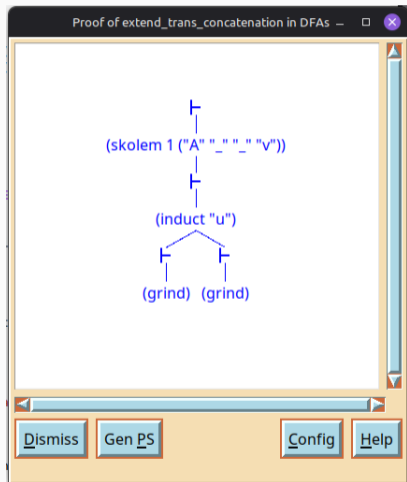 Proof of extend_trans_concatenation in DFAs
(skolem 1 ("A" "_" "_" "v"))
(induct "u")
(grind) (grind)
Dismiss Gen PS Config Help